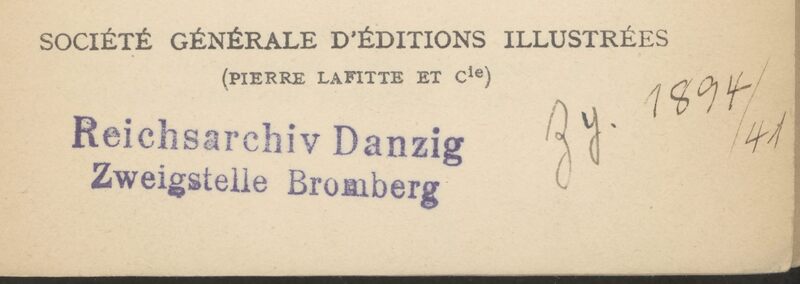 SOCIÉTÉ GÉNÉRALE D'ÉDITIONS ILLUSTRÉES
(PIERRE LAFITTE ET Cie)
Reichsarchiv Danzig
Zweigstelle Bromberg
Zy. 1894/41